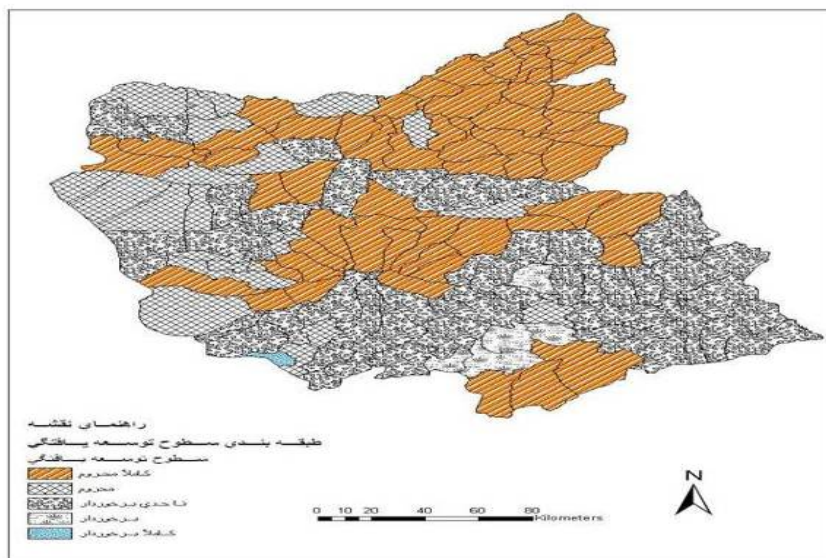 راهنمای نقشه
طبقه بندی سطوح توسعه یافتگی
سطوح توسعه یافتگی
کاملاً محروم
محروم
تا حدی برخوردار
برخوردار
کاملاً برخوردار
N
0 10 20 40 60 80
Kilometers